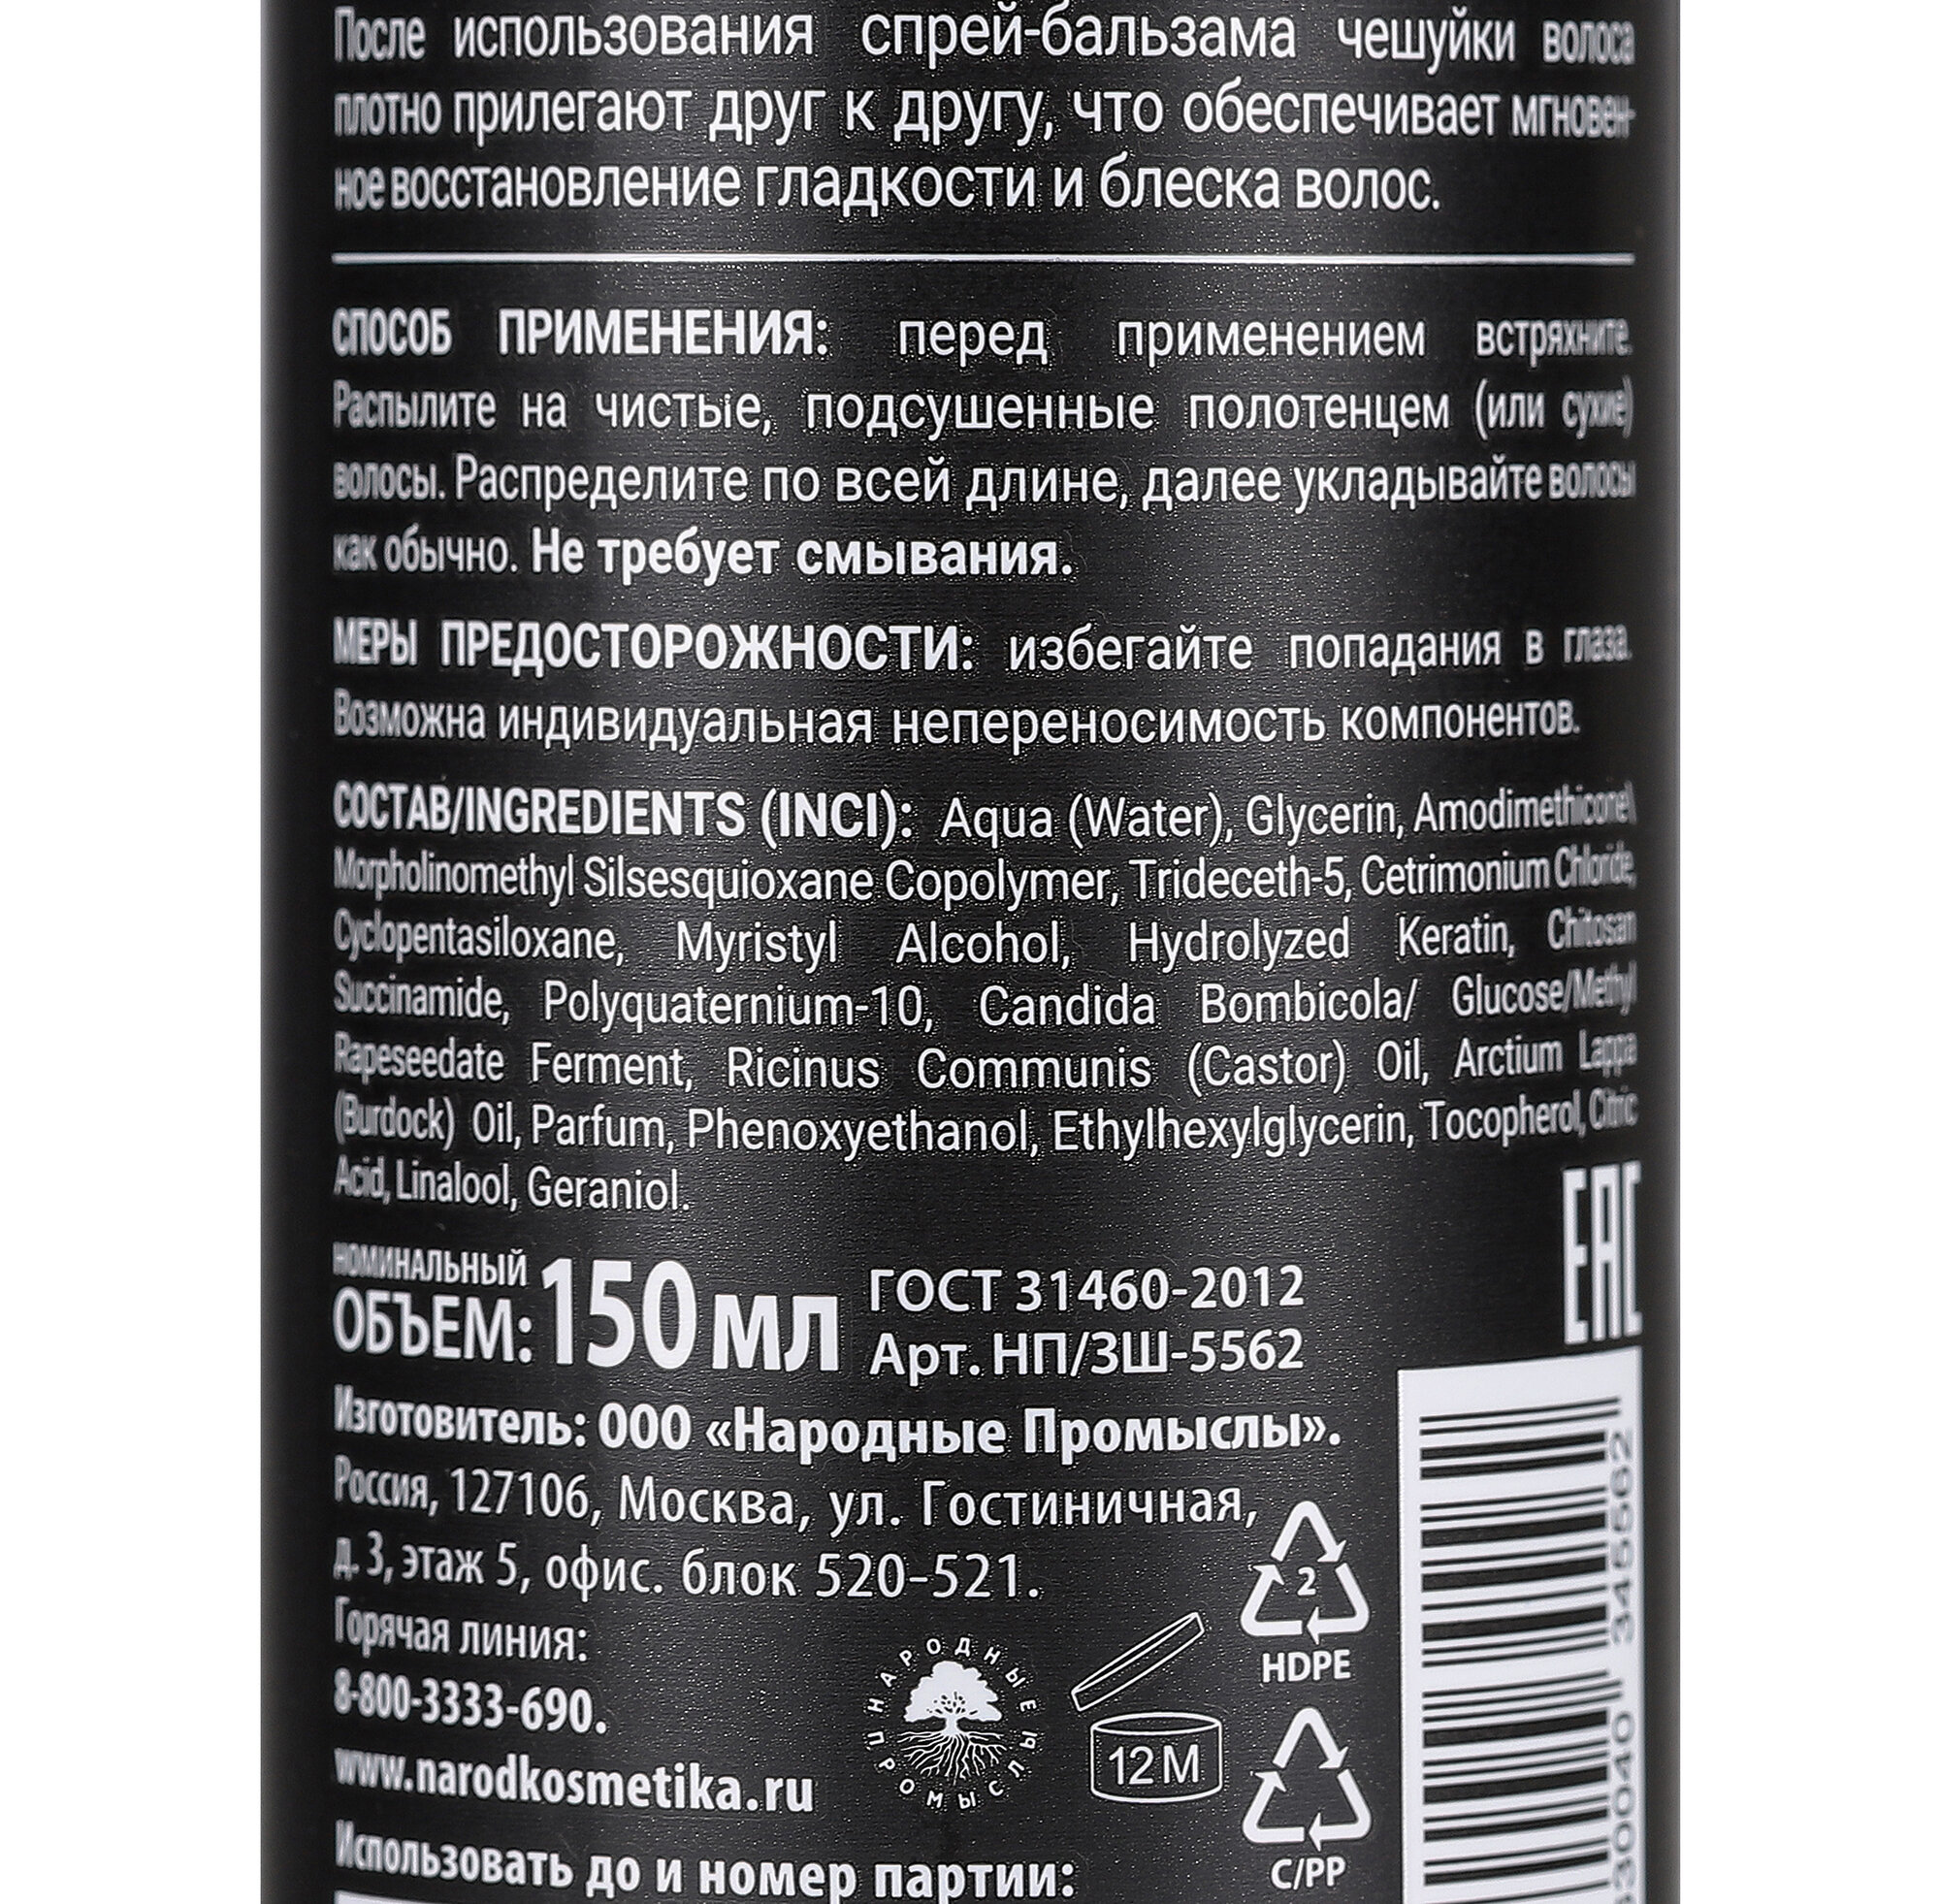 После использования спрей-бальзама чешуйки волоса
плотно прилегают друг к другу, что обеспечивает мгновен-
ное восстановление гладкости и блеска волос.
СПОСОБ ПРИМЕНЕНИЯ: перед применением встряхните.
Распылите на чистые, подсушенные полотенцем (или сухие)
волосы. Распределите по всей длине, далее укладывайте волосы
как обычно. Не требует смывания.
МЕРЫ ПРЕДОСТОРОЖНОСТИ: избегайте попадания в глаза.
Возможна индивидуальная непереносимость компонентов.
СОСТАВ/INGREDIENTS (INCI): Aqua (Water), Glycerin, Amodimethicone\
Morpholinomethyl Silsesquioxane Copolymer, Trideceth-5, Cetrimonium Chloride,
Cyclopentasiloxane, Myristyl Alcohol, Hydrolyzed Keratin, Chitosan
Succinamide, Polyquaternium-10, Candida Bombicola/ Glucose/Methyl
Rapeseedate Ferment, Ricinus Communis (Castor) Oil, Arctium Lappa
(Burdock) Oil, Parfum, Phenoxyethanol, Ethylhexylglycerin, Tocopherol, Citric
Acid, Linalool, Geraniol.
EAC
НОМИНАЛЬНЫЙ
ОБЪЕМ: 150 МЛ
ГОСТ 31460-2012
Арт. НП/ЗШ-5562
Изготовитель: ООО «Народные Промыслы».
Россия, 127106, Москва, ул. Гостиничная,
д. 3, этаж 5, офис. блок 520-521.
Горячая линия:
8-800-3333-690.
www.narodkosmetika.ru
НАРОДНЫЕ ПРОМЫСЛЫ
12M
2
HDPE
C/PP
30040 345562
Использовать до и номер партии: